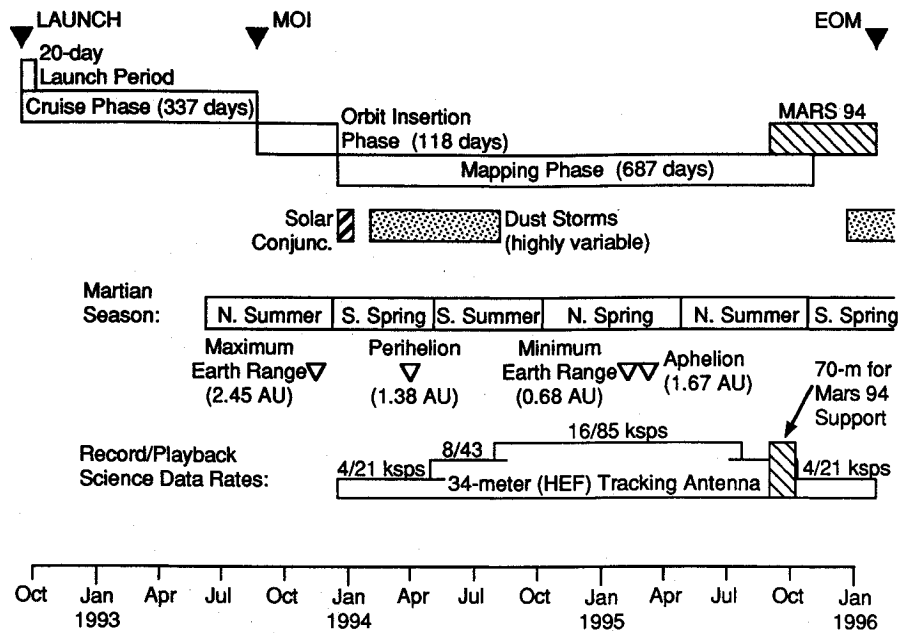 LAUNCH
MOI
EOM
20-day
Launch Period
Cruise Phase (337 days)
Orbit Insertion
Phase (118 days)
MARS 94
Mapping Phase (687 days)
Solar
Conjunc.
Dust Storms
(highly variable)
Martian
Season:
N. Summer
S. Spring
S. Summer
N. Spring
N. Summer
S. Spring
Maximum
Earth Range
(2.45 AU)
Perihelion
(1.38 AU)
Minimum
Earth Range
(0.68 AU)
Aphelion
(1.67 AU)
70-m for
Mars 94
Support
Record/Playback
Science Data Rates:
4/21 ksps
8/43
16/85 ksps
4/21 ksps
34-meter (HEF) Tracking Antenna
Oct Jan Apr Jul Oct Jan Apr Jul Oct Jan Apr Jul Oct Jan
1993 1994 1995 1996